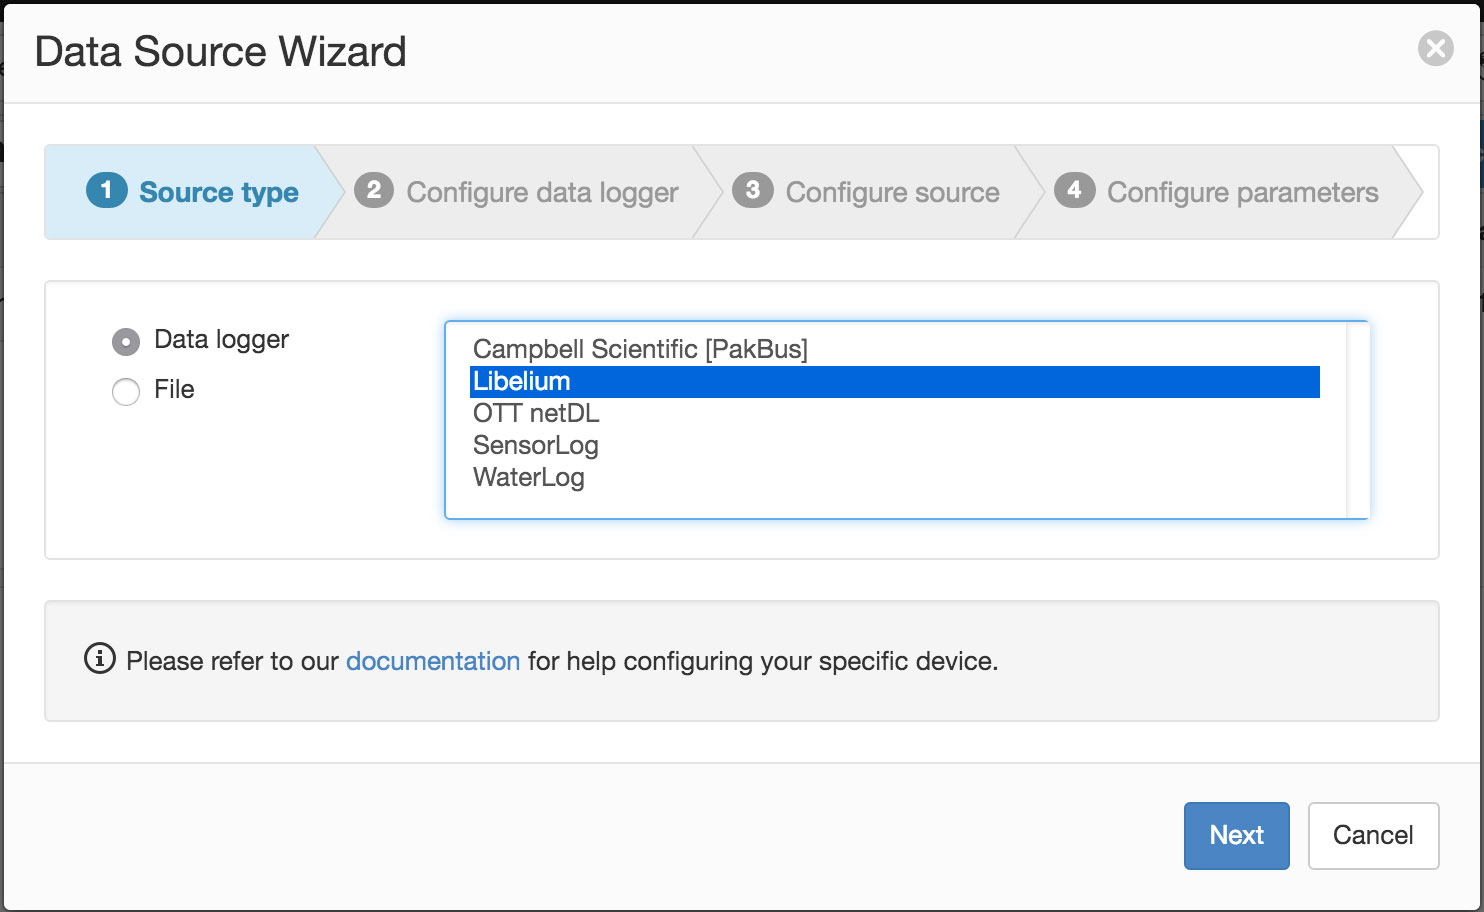 Data Source Wizard
1 Source type
2 Configure data logger
3 Configure source
4 Configure parameters
Data logger
File
Campbell Scientific [PakBus]
Libelium
OTT netDL
SensorLog
WaterLog
Please refer to our documentation for help configuring your specific device.
Next
Cancel